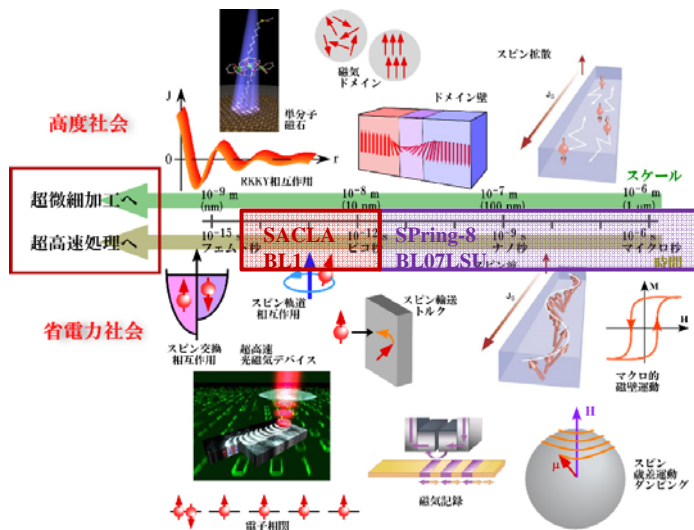 磁気
ドメイン
スピン拡散
J
単分子
磁石
ドメイン壁
Js
高度社会
0
r
RKKY相互作用
スケール
超微細加工へ
10⁻⁹ m
(nm)
10⁻⁸ m
(10 nm)
10⁻⁷ m
(100 nm)
10⁻⁶ m
(1 μm)
超高速処理へ
10⁻¹⁵ s
フェムト秒
10⁻¹² s
ピコ秒
10⁻⁹ s
ナノ秒
10⁻⁶ s
マイクロ秒
SACLA
BL1
SPring-8
BL07LSU
時間
スピン波
スピン軌道
相互作用
スピン輸送
トルク
Js
M
H
省電力社会
スピン交換
相互作用
超高速
光磁気デバイス
マクロ的
磁壁運動
H
μ
スピン
歳差運動
ダンピング
磁気記録
電子相関